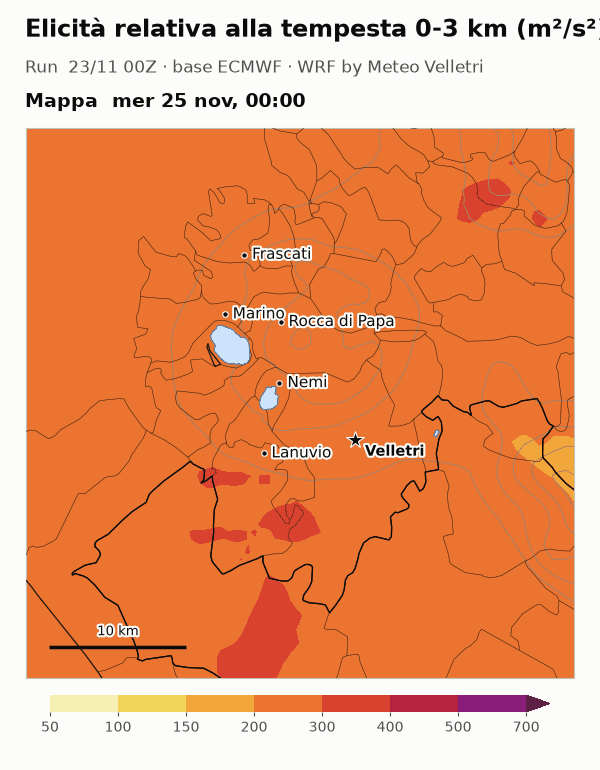 Elicità relativa alla tempesta 0-3 km (m²/s²)
Run  23/11 00Z · base ECMWF · WRF by Meteo Velletri
Mappa  mer 25 nov, 00:00
Frascati
Marino
Rocca di Papa
Nemi
Velletri
Lanuvio
10 km
50 100 150 200 300 400 500 700